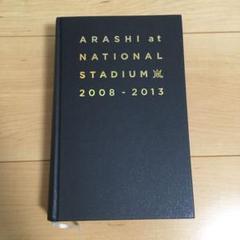 ARASHI at
NATIONAL
STADIUM 嵐
2008 - 2013